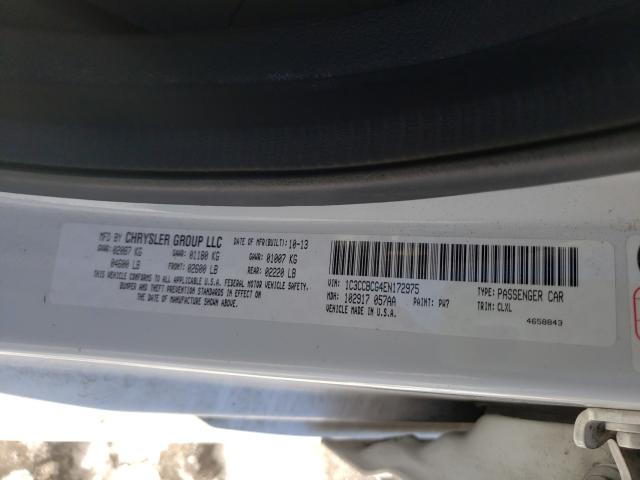 MFD BY CHRYSLER GROUP LLC DATE OF MFR(BUILT): 10-13
GVWR: 02087 KG GAWR: 01180 KG GAWR: 01007 KG
04600 LB FRONT: 02600 LB REAR: 02220 LB
THIS VEHICLE CONFORMS TO ALL APPLICABLE U.S.A. FEDERAL MOTOR VEHICLE SAFETY,
BUMPER AND THEFT PREVENTION STANDARDS IN EFFECT ON
THE DATE OF MANUFACTURE SHOWN ABOVE.
VIN: 1C3CCBCG4EN172975 TYPE: PASSENGER CAR
MDH: 102917 057AA PAINT: PW7 TRIM: CLXL
VEHICLE MADE IN U.S.A. 4658843